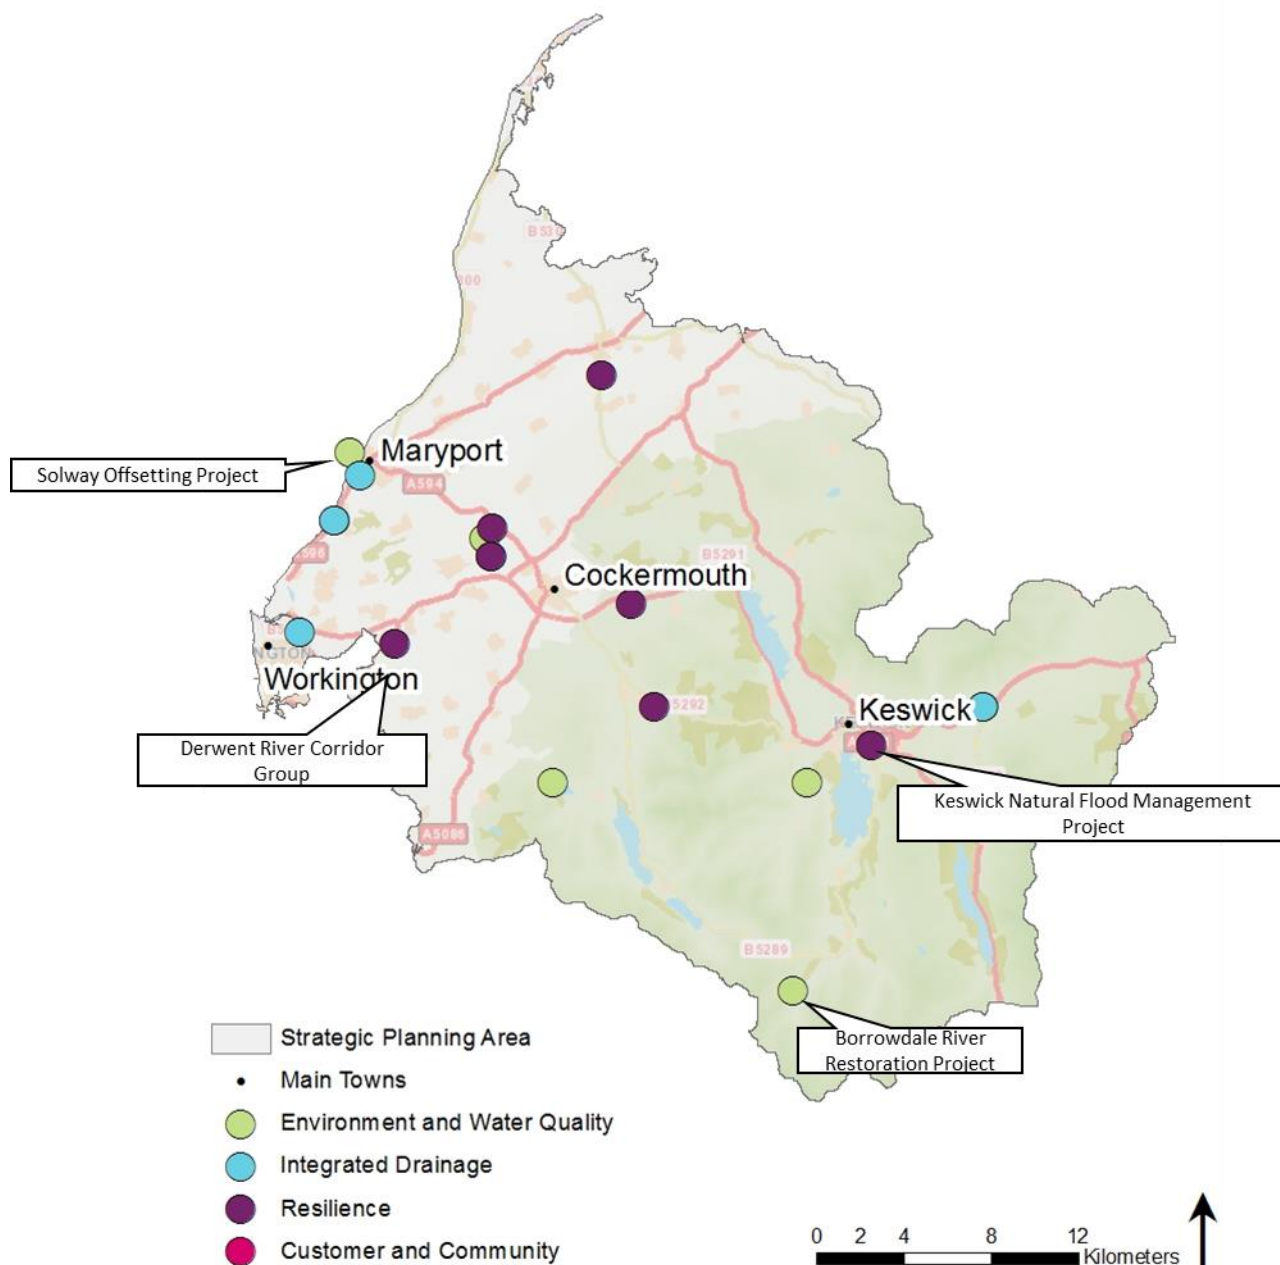 B530
Maryport
Solway Offsetting Project
A594
B5291
Cockermouth
Workington
5292
Keswick
Derwent River Corridor
Group
Keswick Natural Flood Management
Project
A5086
B5289
Borrowdale River
Restoration Project
Strategic Planning Area
Main Towns
Environment and Water Quality
Integrated Drainage
Resilience
Customer and Community
0 2 4 8 12
Kilometers